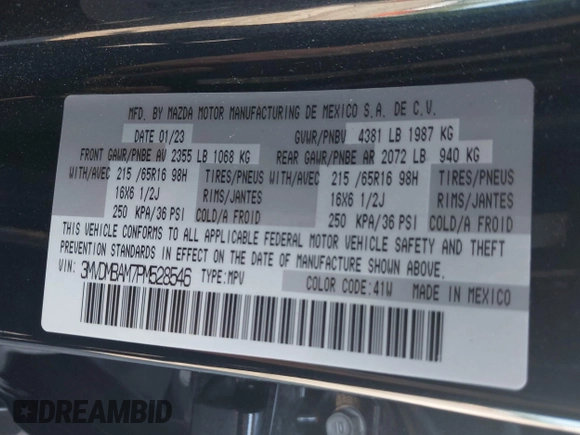 MFD. BY MAZDA MOTOR MANUFACTURING DE MEXICO S.A. DE C.V.
DATE 01/23 GVWR/PNBV 4381 LB 1987 KG
FRONT GAWR/PNBE AV 2355 LB 1068 KG REAR GAWR/PNBE AR 2072 LB 940 KG
WITH/AVEC 215 /65R16 98H TIRES/PNEUS WITH/AVEC 215 /65R16 98H TIRES/PNEUS
16X6 1/2J RIMS/JANTES 16X6 1/2J RIMS/JANTES
250 KPA/36 PSI COLD/A FROID 250 KPA/36 PSI COLD/A FROID
THIS VEHICLE CONFORMS TO ALL APPLICABLE FEDERAL MOTOR VEHICLE SAFETY AND THEFT
PREVENTION STANDARDS IN EFFECT ON THE DATE OF MANUFACTURE SHOWN ABOVE.
VIN: 3MVDMBAM7PM528546 TYPE:MPV COLOR CODE:41W MADE IN MEXICO
DREAMBID